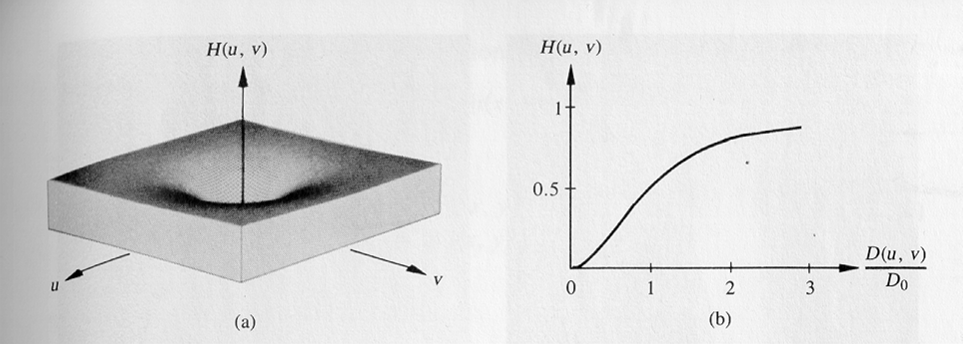 H(u, v)
u
v
(a)
H(u, v)
1
0.5
0
1
2
3
D(u, v)
D0
(b)